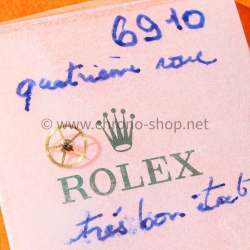 6910
quatrième roue
© www.chrono-shop.net
ROLEX
très bon état